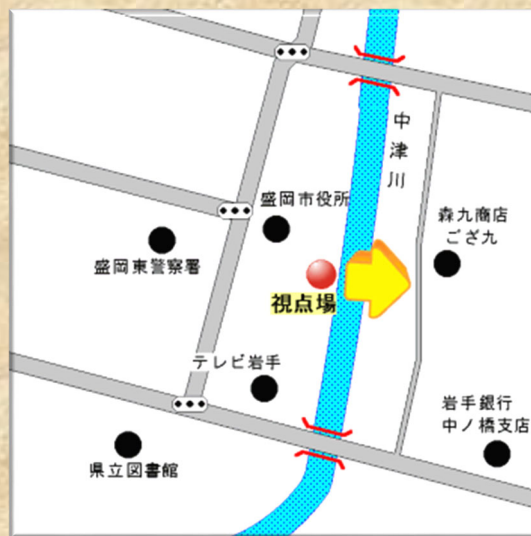 中津川
盛岡市役所
森九商店
ござ九
盛岡東警察署
視点場
テレビ岩手
岩手銀行
中ノ橋支店
県立図書館